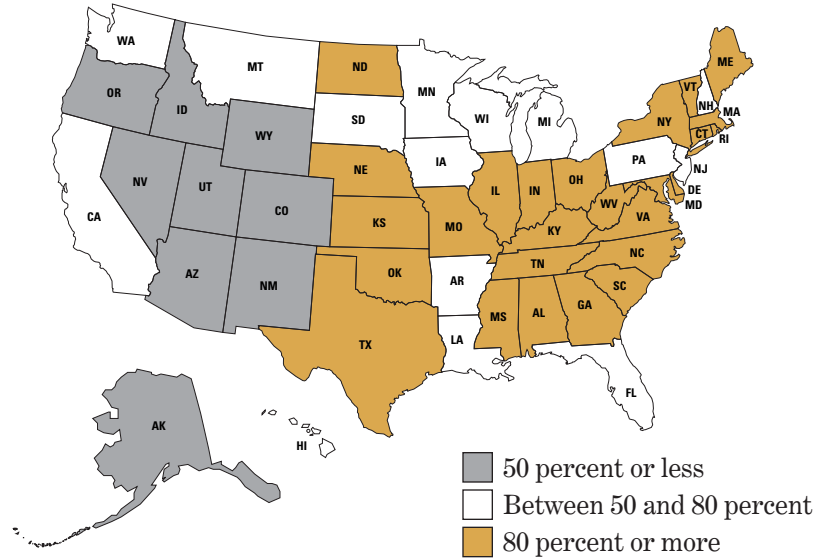 WA
MT
ND
MN
ME
VT
NH
MA
OR
ID
SD
WI
MI
NY
CT
RI
WY
IA
PA
NJ
NE
NV
UT
CO
IL
IN
OH
DE
MD
WV
VA
CA
KS
MO
KY
NC
TN
AZ
NM
OK
AR
SC
MS
AL
GA
TX
LA
FL
AK
HI
50 percent or less
Between 50 and 80 percent
80 percent or more